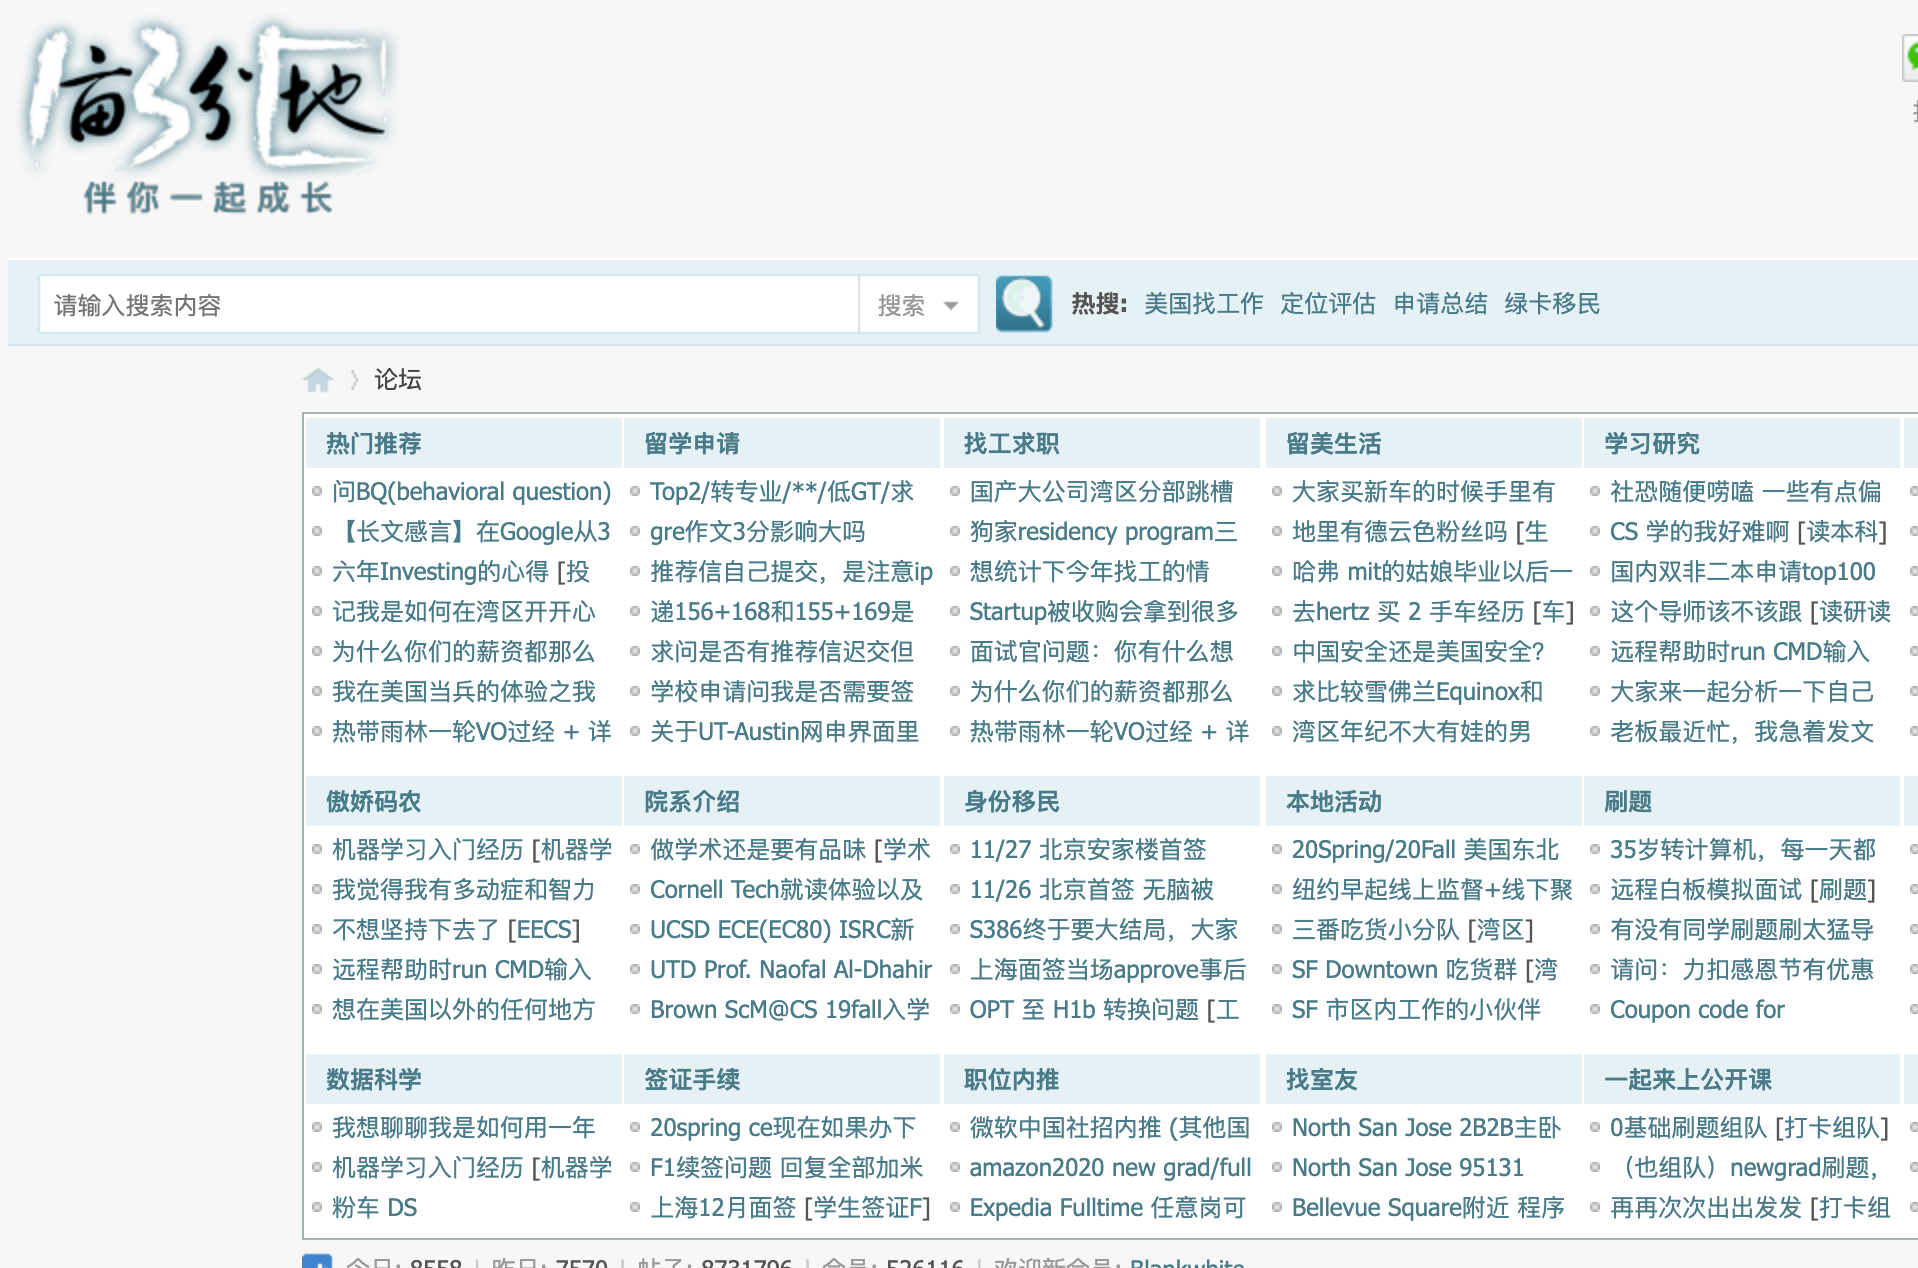 1亩3分地
伴你一起成长
请输入搜索内容 搜索 热搜: 美国找工作 定位评估 申请总结 绿卡移民
论坛
热门推荐 留学申请 找工求职 留美生活 学习研究
问BQ(behavioral question) Top2/转专业/**/低GT/求 国产大公司湾区分部跳槽 大家买新车的时候手里有 社恐随便唠嗑 一些有点偏
【长文感言】在Google从3 gre作文3分影响大吗 狗家residency program三 地里有德云色粉丝吗 [生 CS 学的我好难啊 [读本科]
六年Investing的心得 [投 推荐信自己提交，是注意ip 想统计下今年找工的情 哈弗 mit的姑娘毕业以后一 国内双非二本申请top100
记我是如何在湾区开开心 递156+168和155+169是 Startup被收购会拿到很多 去hertz 买 2 手车经历 [车] 这个导师该不该跟 [读研读
为什么你们的薪资都那么 求问是否有推荐信迟交但 面试官问题：你有什么想 中国安全还是美国安全? 远程帮助时run CMD输入
我在美国当兵的体验之我 学校申请问我是否需要签 为什么你们的薪资都那么 求比较雪佛兰Equinox和 大家来一起分析一下自己
热带雨林一轮VO过经 + 详 关于UT-Austin网申界面里 热带雨林一轮VO过经 + 详 湾区年纪不大有娃的男 老板最近忙，我急着发文
傲娇码农 院系介绍 身份移民 本地活动 刷题
机器学习入门经历 [机器学 做学术还是要有品味 [学术 11/27 北京安家楼首签 20Spring/20Fall 美国东北 35岁转计算机，每一天都
我觉得我有多动症和智力 Cornell Tech就读体验以及 11/26 北京首签 无脑被 纽约早起线上监督+线下聚 远程白板模拟面试 [刷题]
不想坚持下去了 [EECS] UCSD ECE(EC80) ISRC新 S386终于要大结局，大家 三番吃货小分队 [湾区] 有没有同学刷题刷太猛导
远程帮助时run CMD输入 UTD Prof. Naofal Al-Dhahir 上海面签当场approve事后 SF Downtown 吃货群 [湾 请问：力扣感恩节有优惠
想在美国以外的任何地方 Brown ScM@CS 19fall入学 OPT 至 H1b 转换问题 [工 SF 市区内工作的小伙伴 Coupon code for
数据科学 签证手续 职位内推 找室友 一起来上公开课
我想聊聊我是如何用一年 20spring ce现在如果办下 微软中国社招内推 (其他国 North San Jose 2B2B主卧 0基础刷题组队 [打卡组队]
机器学习入门经历 [机器学 F1续签问题 回复全部加米 amazon2020 new grad/full North San Jose 95131 （也组队）newgrad刷题，
粉车 DS 上海12月面签 [学生签证F] Expedia Fulltime 任意岗可 Bellevue Square附近 程序 再再次次出出发发 [打卡组
今日: 8558 | 昨日: 7570 | 帖子: 8731796 | 会员: 526116 | 欢迎新会员: Blankwhite